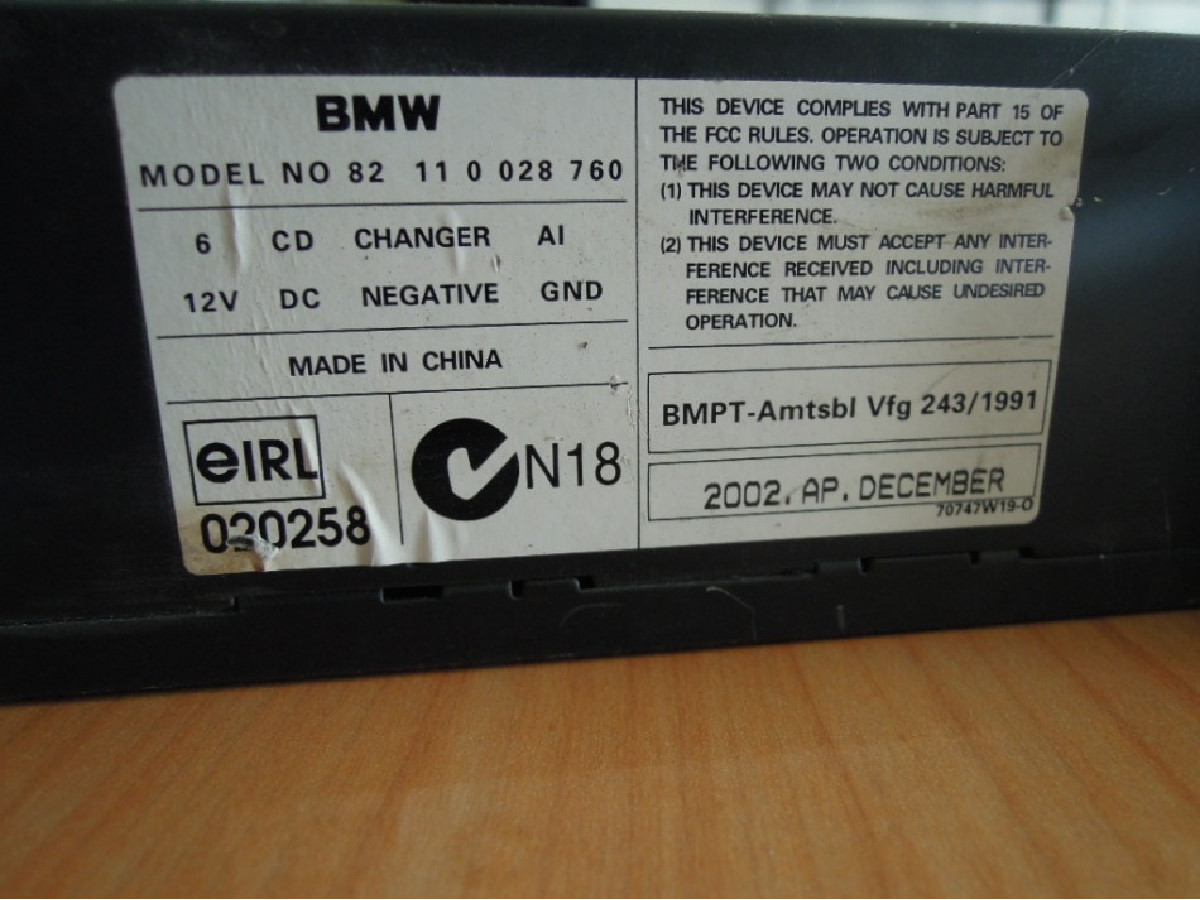 BMW
MODEL NO 82 11 0 028 760
6 CD CHANGER AI
12V DC NEGATIVE GND
MADE IN CHINA
eIRL
020258
N18
THIS DEVICE COMPLIES WITH PART 15 OF
THE FCC RULES. OPERATION IS SUBJECT TO
THE FOLLOWING TWO CONDITIONS:
(1) THIS DEVICE MAY NOT CAUSE HARMFUL
INTERFERENCE.
(2) THIS DEVICE MUST ACCEPT ANY INTER-
FERENCE RECEIVED INCLUDING INTER-
FERENCE THAT MAY CAUSE UNDESIRED
OPERATION.
BMPT-Amtsbl Vfg 243/1991
2002. AP. DECEMBER
70747W19-O